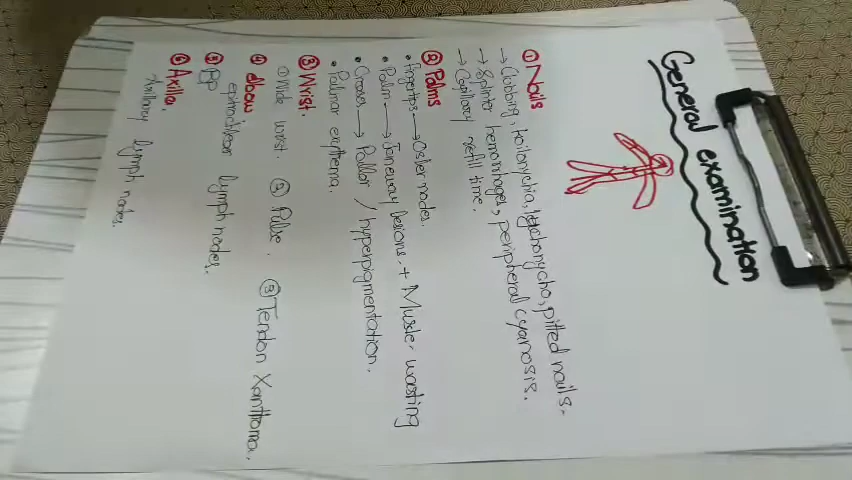 General examination
① Nails
→ Clubbing, koilonychia, leuchonychia, pitted nails.
→ Splinter hemorrhages, peripheral cyanosis.
→ Capillary refill time.
② Palms
• Fingertips → Osler nodes.
• Palm → Janeway lesions. + Muscle wasting
• Creases → Pallor / hyperpigmentation.
• Palmar erythema.
③ Wrist.
① Wide wrist. ② Pulse. ③ Tendon Xanthoma.
④ elbow
epitrochlear lymph nodes.
⑤ BP
⑥ Axilla.
Axillary lymph nodes.